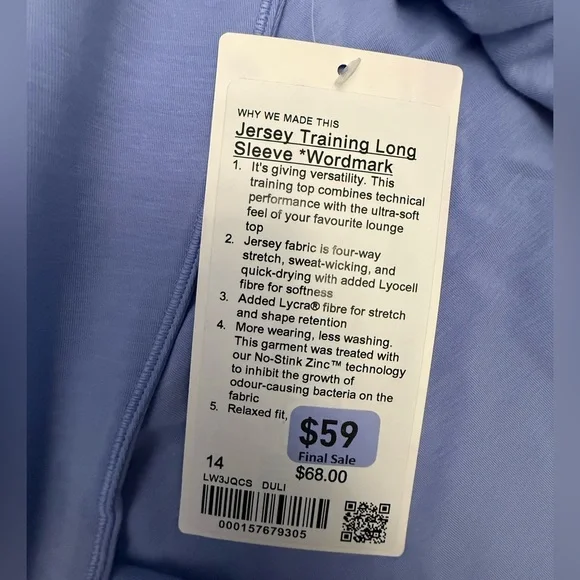 WHY WE MADE THIS
Jersey Training Long
Sleeve *Wordmark
1. It's giving versatility. This
training top combines technical
performance with the ultra-soft
feel of your favourite lounge
top
2. Jersey fabric is four-way
stretch, sweat-wicking, and
quick-drying with added Lyocell
fibre for softness
3. Added Lycra® fibre for stretch
and shape retention
4. More wearing, less washing.
This garment was treated with
our No-Stink Zinc™ technology
to inhibit the growth of
odour-causing bacteria on the
fabric
5. Relaxed fit,
$59
Final Sale
14
$68.00
LW3JQCS DULI
000157679305